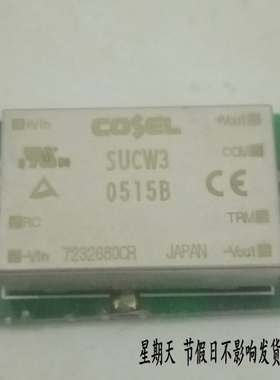 +Vin COSEL +Vout
SUCW3 COM
0515B CE
RC TRM
-Vin 7232680CR JAPAN -Vout
星期天 节假日不影响发货